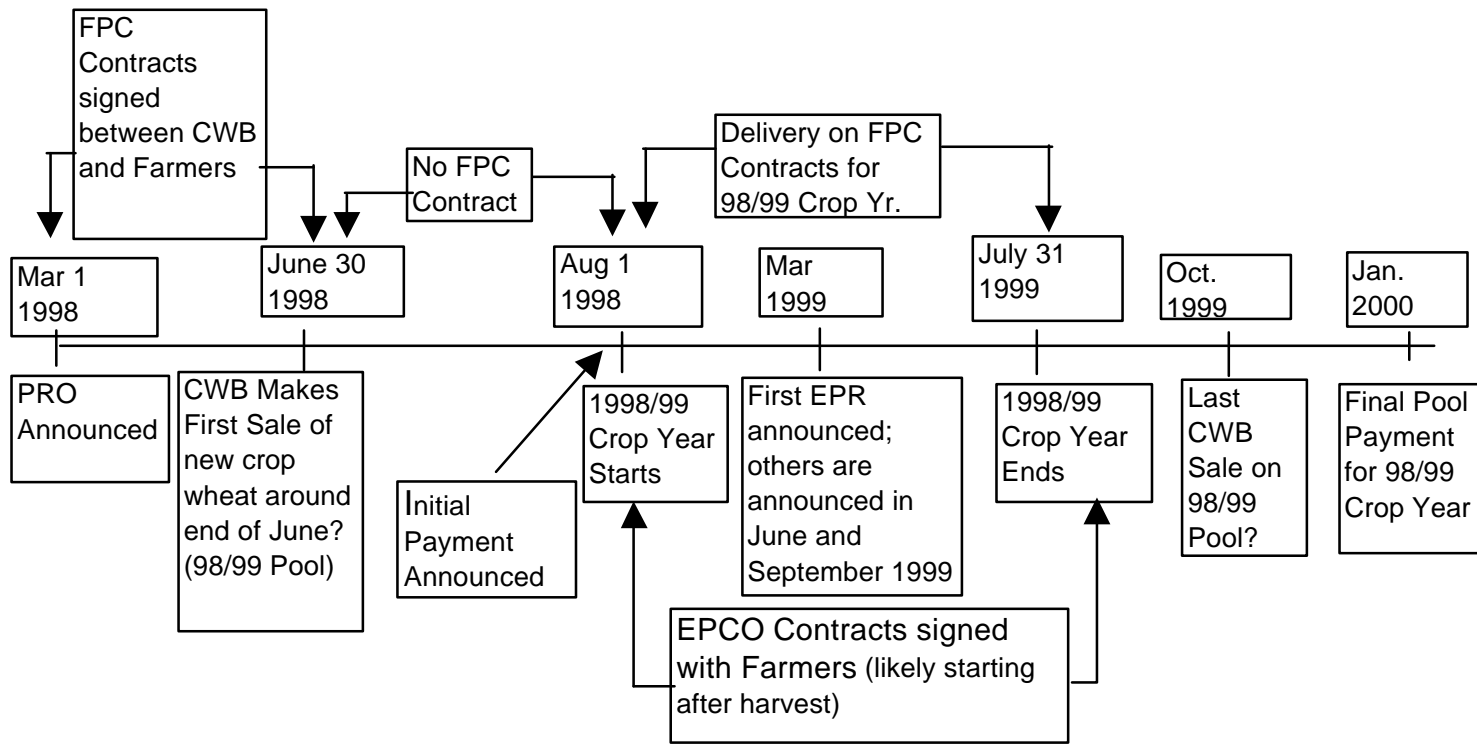 FPC
Contracts
signed
between CWB
and Farmers
No FPC
Contract
Delivery on FPC
Contracts for
98/99 Crop Yr.
Mar 1
1998
June 30
1998
Aug 1
1998
Mar
1999
July 31
1999
Oct.
1999
Jan.
2000
PRO
Announced
CWB Makes
First Sale of
new crop
wheat around
end of June?
(98/99 Pool)
Initial
Payment
Announced
1998/99
Crop Year
Starts
First EPR
announced;
others are
announced in
June and
September 1999
1998/99
Crop Year
Ends
Last
CWB
Sale on
98/99
Pool?
Final Pool
Payment
for 98/99
Crop Year
EPCO Contracts signed
with Farmers (likely starting
after harvest)